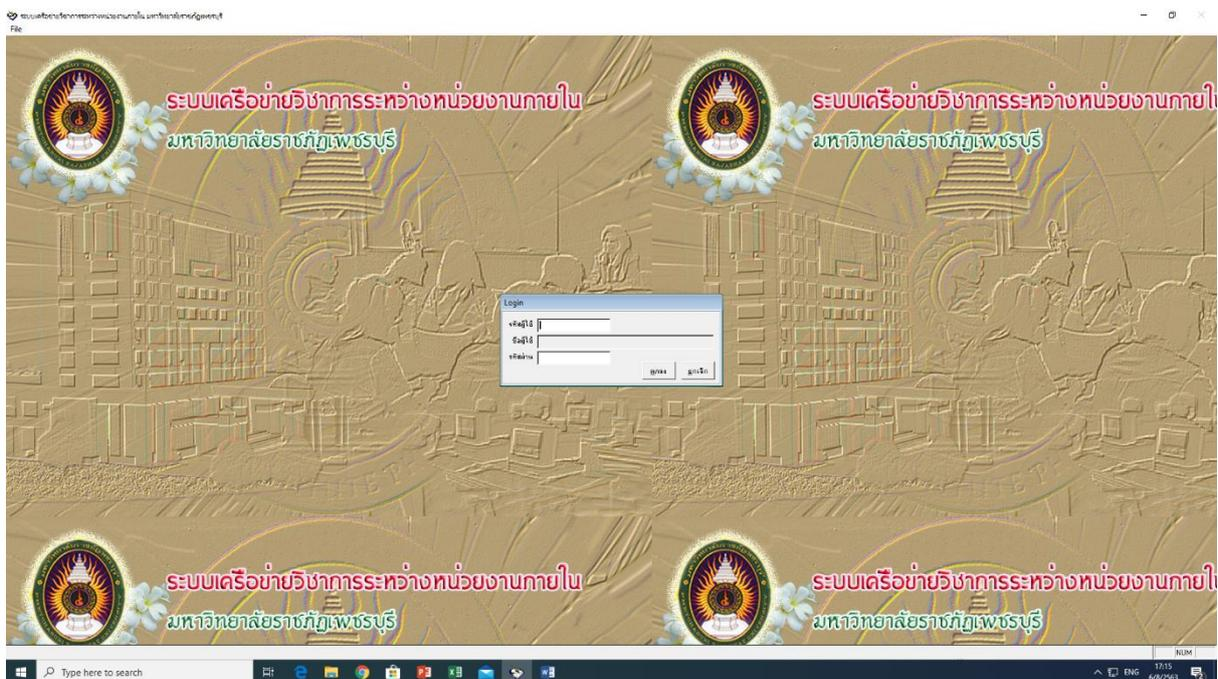 ระบบเครือข่ายวิชาการระหว่างหน่วยงานภายใน มหาวิทยาลัยราชภัฏเพชรบุรี
File
ระบบเครือข่ายวิชาการระหว่างหน่วยงานภายใน
มหาวิทยาลัยราชภัฏเพชรบุรี
ระบบเครือข่ายวิชาการระหว่างหน่วยงานภายใ
มหาวิทยาลัยราชภัฏเพชรบุรี
Login
รหัสผู้ใช้
ชื่อผู้ใช้
รหัสผ่าน
ตกลง ยกเลิก
ระบบเครือข่ายวิชาการระหว่างหน่วยงานภายใน
มหาวิทยาลัยราชภัฏเพชรบุรี
ระบบเครือข่ายวิชาการระหว่างหน่วยงานภายใ
มหาวิทยาลัยราชภัฏเพชรบุรี
NUM
Type here to search
ENG
17:15
6/8/2563